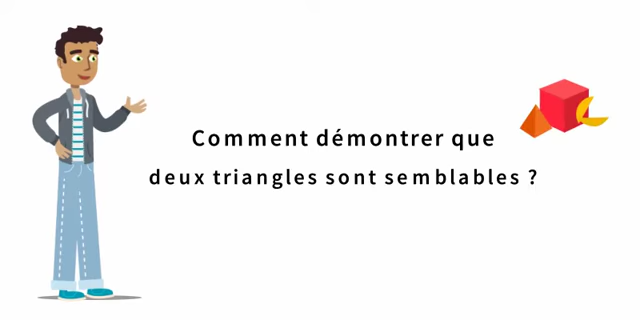 Comment démontrer que
deux triangles sont semblables ?